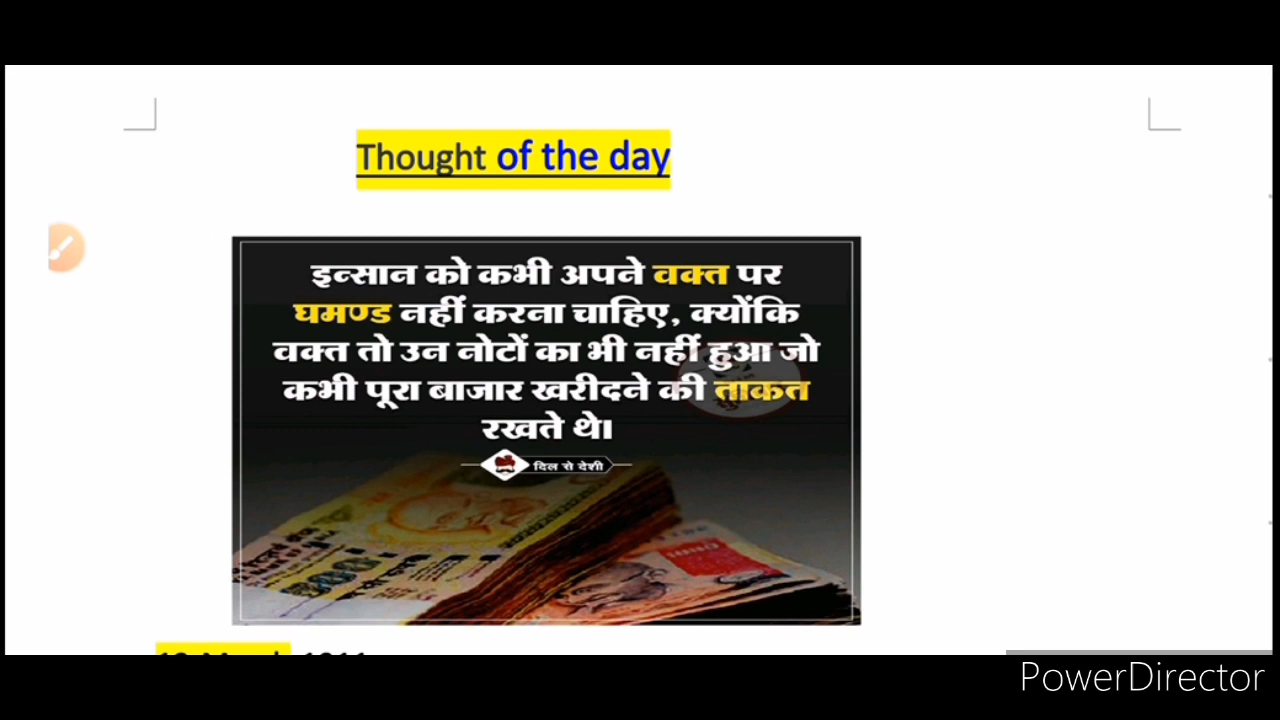 Thought of the day
इन्सान को कभी अपने वक्त पर
घमण्ड नहीं करना चाहिए, क्योंकि
वक्त तो उन नोटों का भी नहीं हुआ जो
कभी पूरा बाजार खरीदने की ताकत
रखते थे।
दिल से देशी
500
PowerDirector